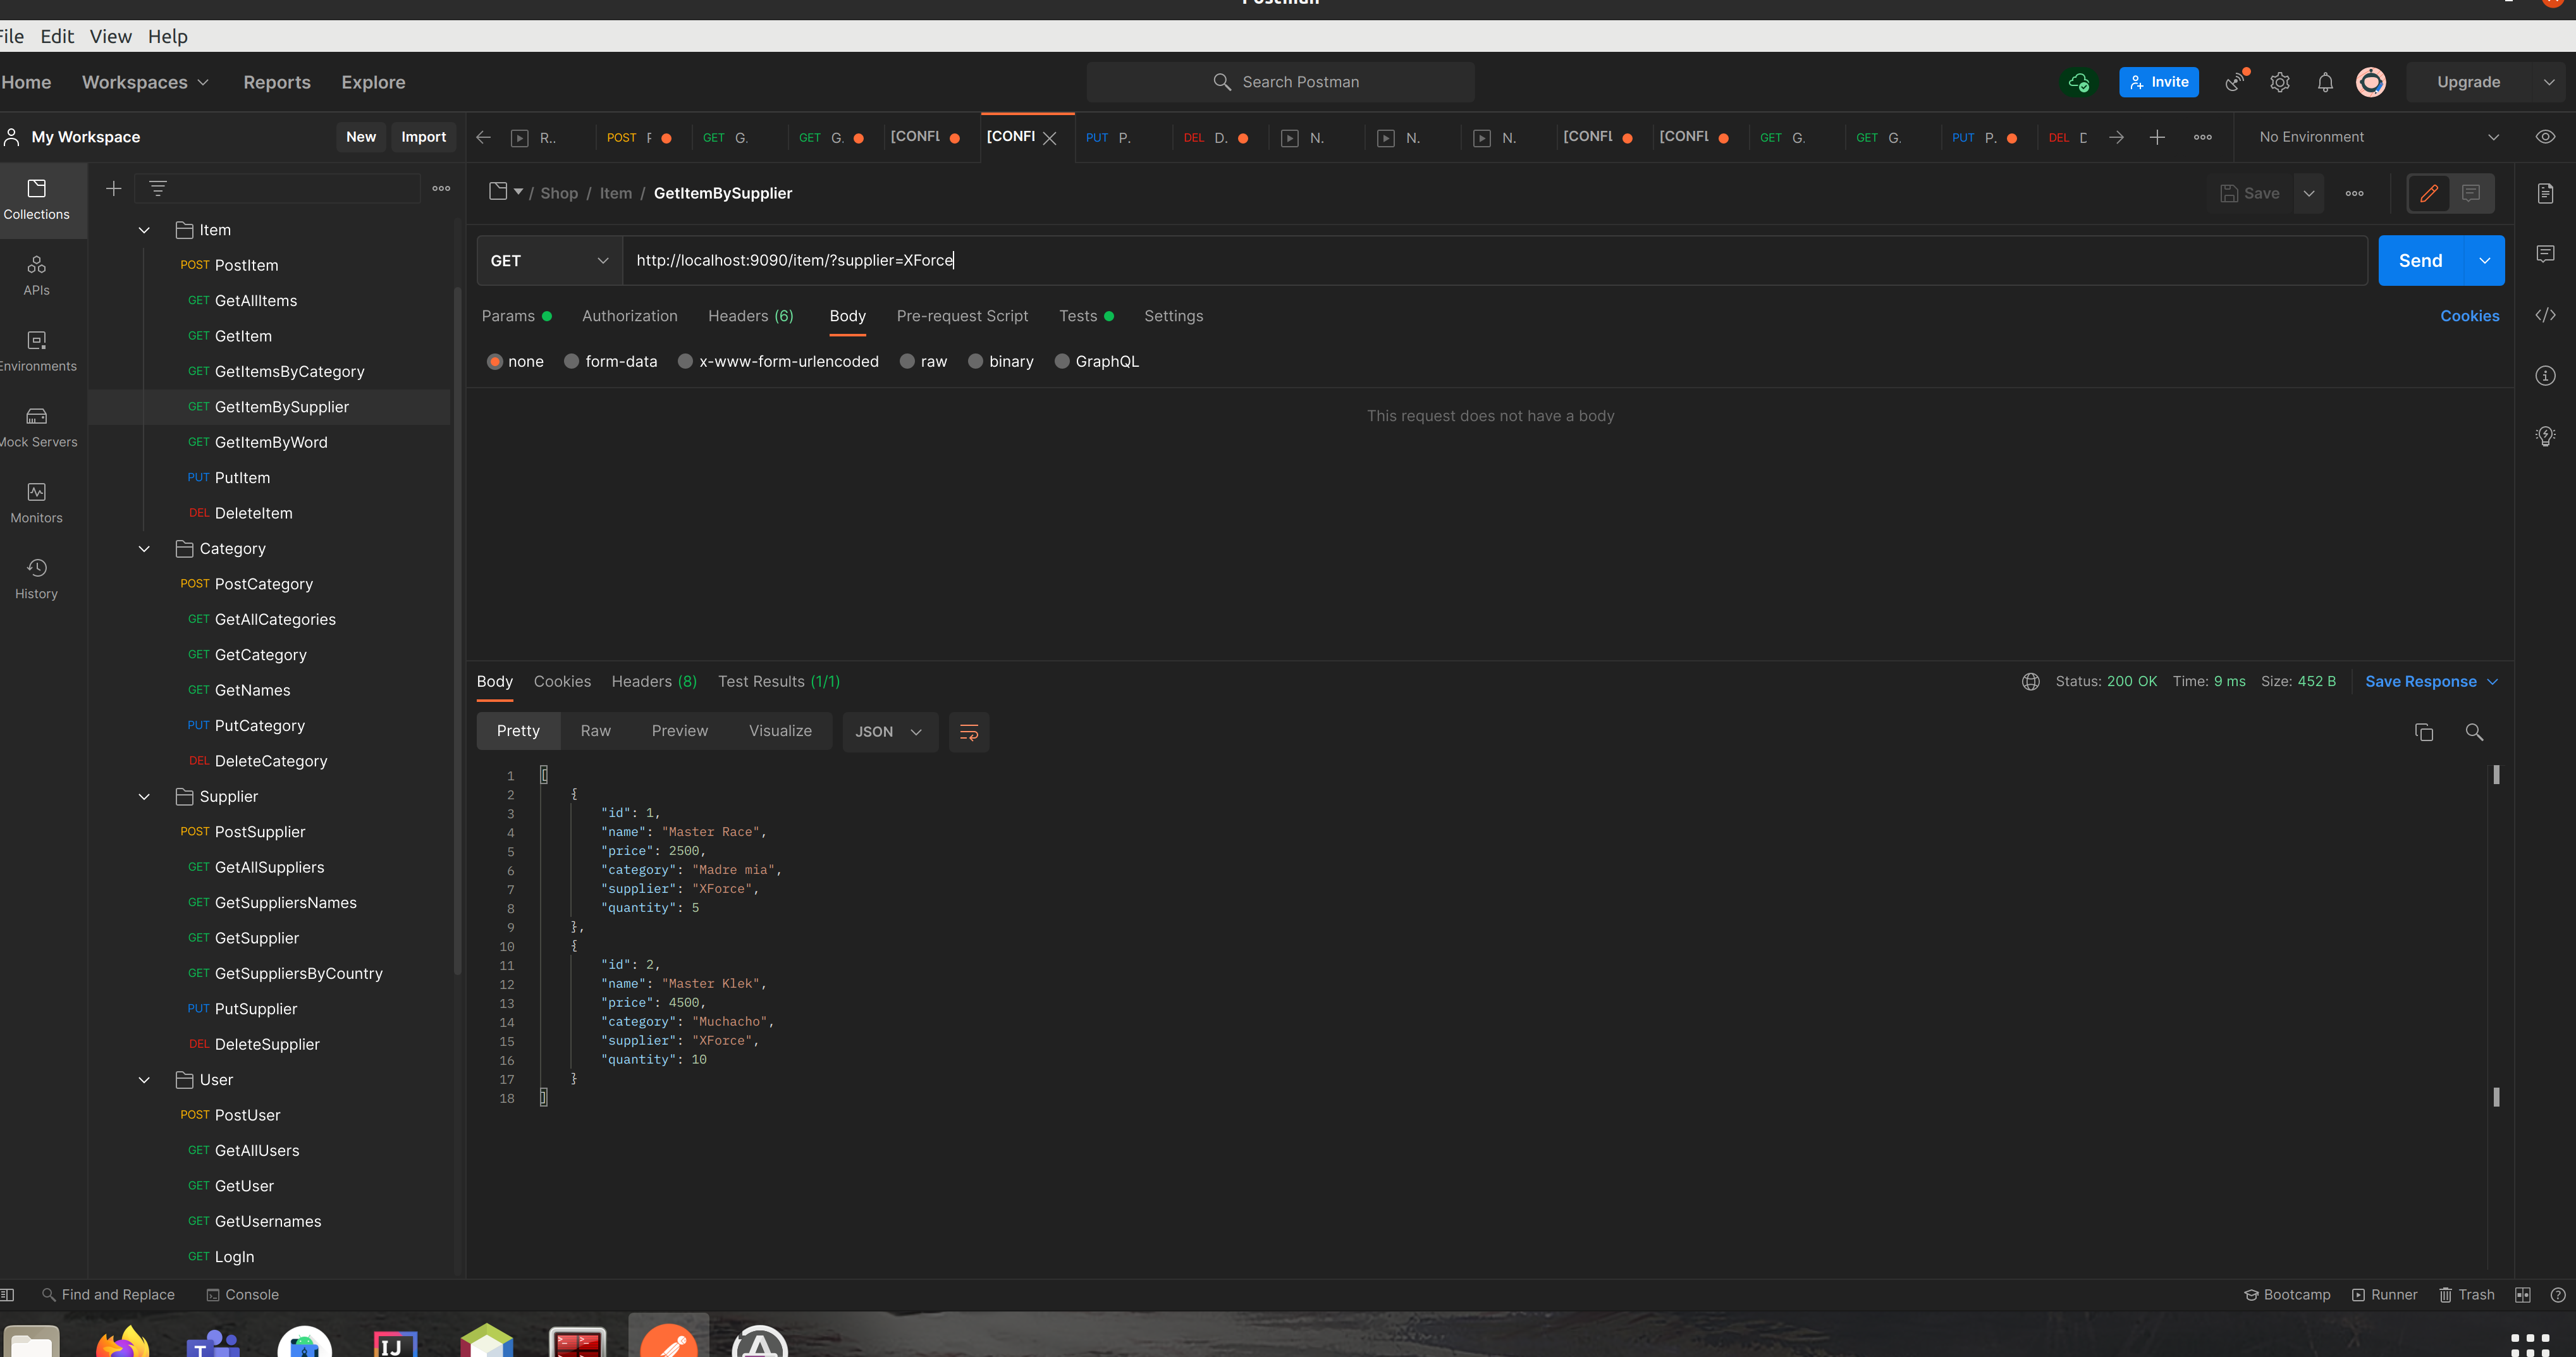 Postman
File Edit View Help
Home Workspaces Reports Explore Search Postman Invite Upgrade
My Workspace New Import R.. POST GET G. GET G. [CONFL [CONFI PUT P. DEL D. N. N. N. [CONFL [CONFL GET G. GET G. PUT P. DEL No Environment
Collections
APIs
Environments
Mock Servers
Monitors
History
Item
POST PostItem
GET GetAllItems
GET GetItem
GET GetItemsByCategory
GET GetItemBySupplier
GET GetItemByWord
PUT PutItem
DEL DeleteItem
Category
POST PostCategory
GET GetAllCategories
GET GetCategory
GET GetNames
PUT PutCategory
DEL DeleteCategory
Supplier
POST PostSupplier
GET GetAllSuppliers
GET GetSuppliersNames
GET GetSupplier
GET GetSuppliersByCountry
PUT PutSupplier
DEL DeleteSupplier
User
POST PostUser
GET GetAllUsers
GET GetUser
GET GetUsernames
GET LogIn
/ Shop / Item / GetItemBySupplier Save
GET http://localhost:9090/item/?supplier=XForce Send
Params Authorization Headers (6) Body Pre-request Script Tests Settings Cookies
none form-data x-www-form-urlencoded raw binary GraphQL
This request does not have a body
Body Cookies Headers (8) Test Results (1/1) Status: 200 OK Time: 9 ms Size: 452 B Save Response
Pretty Raw Preview Visualize JSON
1 [
2 {
3 "id": 1,
4 "name": "Master Race",
5 "price": 2500,
6 "category": "Madre mia",
7 "supplier": "XForce",
8 "quantity": 5
9 },
10 {
11 "id": 2,
12 "name": "Master Klek",
13 "price": 4500,
14 "category": "Muchacho",
15 "supplier": "XForce",
16 "quantity": 10
17 }
18 ]
Find and Replace Console Bootcamp Runner Trash
T IJ